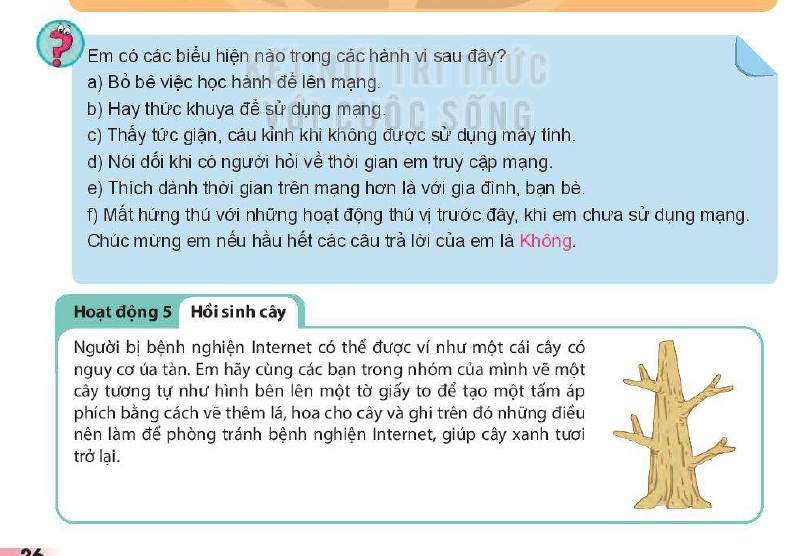 Em có các biểu hiện nào trong các hành vi sau đây?
a) Bỏ bê việc học hành để lên mạng.
b) Hay thức khuya để sử dụng mạng.
c) Thấy tức giận, cáu kỉnh khi không được sử dụng máy tính.
d) Nói dối khi có người hỏi về thời gian em truy cập mạng.
e) Thích dành thời gian trên mạng hơn là với gia đình, bạn bè.
f) Mất hứng thú với những hoạt động thú vị trước đây, khi em chưa sử dụng mạng.
Chúc mừng em nếu hầu hết các câu trả lời của em là Không.
KẾT NỐI TRI THỨC
VỚI CUỘC SỐNG
Hoạt động 5 Hồi sinh cây
Người bị bệnh nghiện Internet có thể được ví như một cái cây có
nguy cơ úa tàn. Em hãy cùng các bạn trong nhóm của mình vẽ một
cây tương tự như hình bên lên một tờ giấy to để tạo một tấm áp
phích bằng cách vẽ thêm lá, hoa cho cây và ghi trên đó những điều
nên làm để phòng tránh bệnh nghiện Internet, giúp cây xanh tươi
trở lại.
26